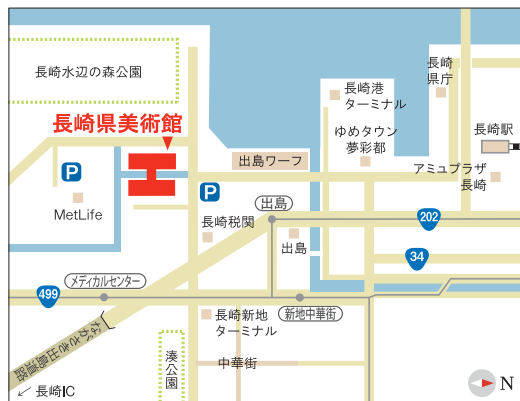 長崎水辺の森公園
長崎県美術館
P
MetLife
P
出島ワーフ
長崎港
ターミナル
ゆめタウン
夢彩都
長崎
県庁
長崎駅
アミュプラザ
長崎
長崎税関
出島
出島
202
34
メディカルセンター
499
新地中華街
長崎新地
ターミナル
中華街
湊公園
ながさき出島道路
長崎IC
N